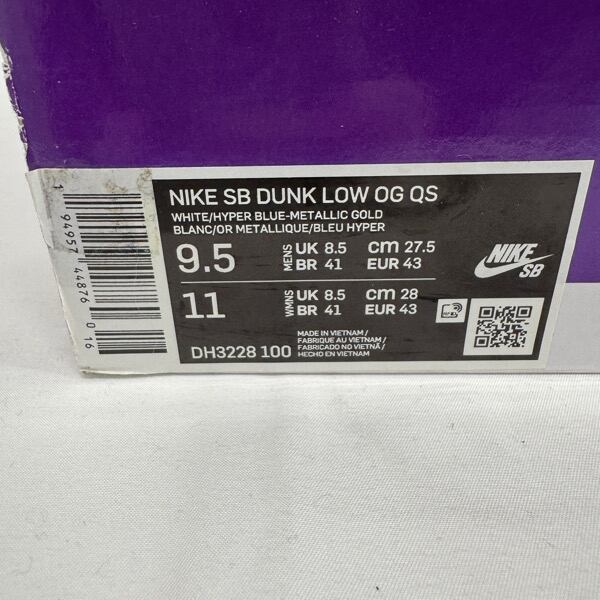 NIKE SB DUNK LOW OG QS
WHITE/HYPER BLUE-METALLIC GOLD
BLANC/OR METALLIQUE/BLEU HYPER
9.5 MENS UK 8.5 cm 27.5
BR 41 EUR 43
11 WMNS UK 8.5 cm 28
BR 41 EUR 43
DH3228 100
MADE IN VIETNAM /
FABRIQUE AU VIETNAM /
FABRICADO NO VIETNÃ /
HECHO EN VIETNAM
NIKE
SB
1 94957 44876 0 16